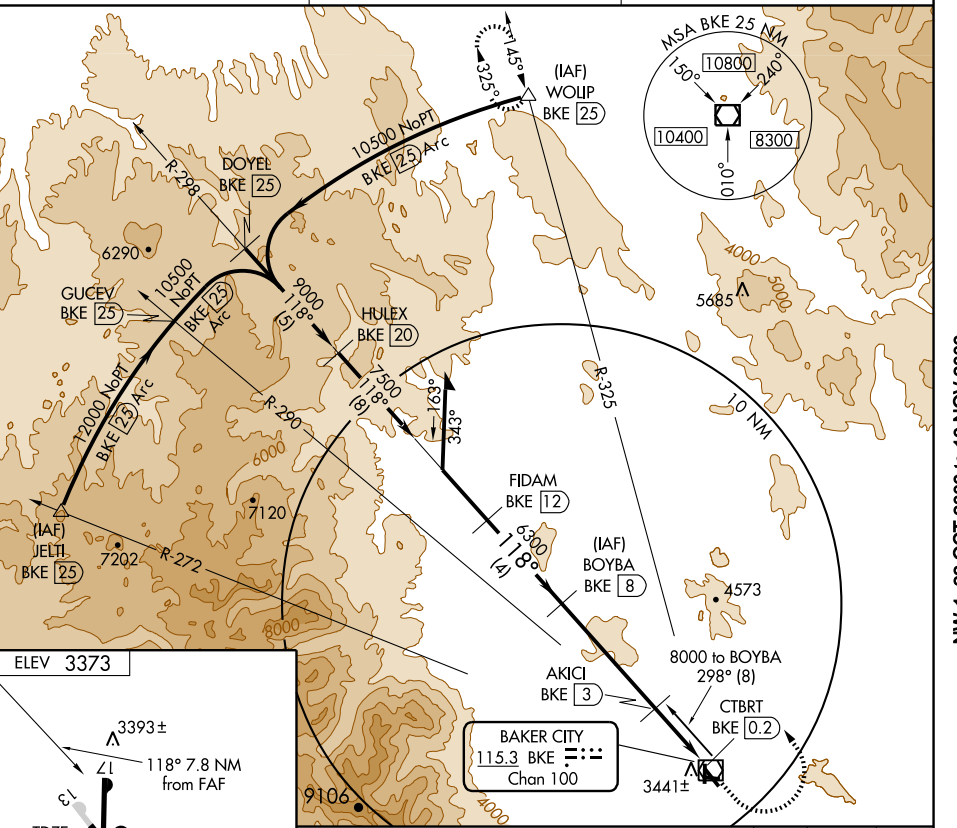 MSA BKE 25 NM
150°
10800
240°
10400
8300
010°
145°
325°
(IAF)
WOLIP
BKE 25
10500 NoPT
BKE 25 Arc
DOYEL
BKE 25
R-298
6290
GUCEV
BKE 25
10500
NoPT
BKE 25
Arc
9000
118°
(5)
HULEX
BKE 20
4000
5000
5685
12000 NoPT
BKE 25 Arc
7500
118°
(8)
163°
343°
R-325
10 NM
R-290
6000
7120
FIDAM
BKE 12
(IAF)
JELTI
BKE 25
7202
R-272
6300
118°
(4)
(IAF)
BOYBA
BKE 8
4573
8000
8000 to BOYBA
298° (8)
AKICI
BKE 3
CTBRT
BKE 0.2
BAKER CITY
115.3 BKE
Chan 100
3441±
9106
4000
ELEV 3373
3393±
118° 7.8 NM
from FAF
17
13